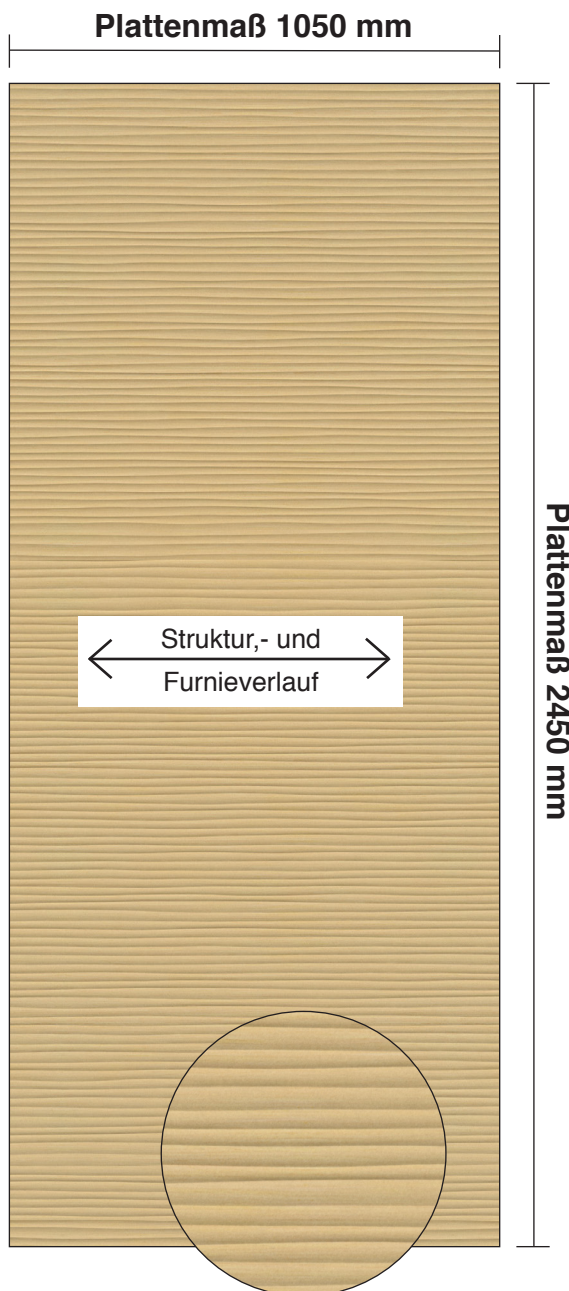 Plattenmaß 1050 mm
Struktur,- und
Furnieverlauf
Plattenmaß 2450 mm